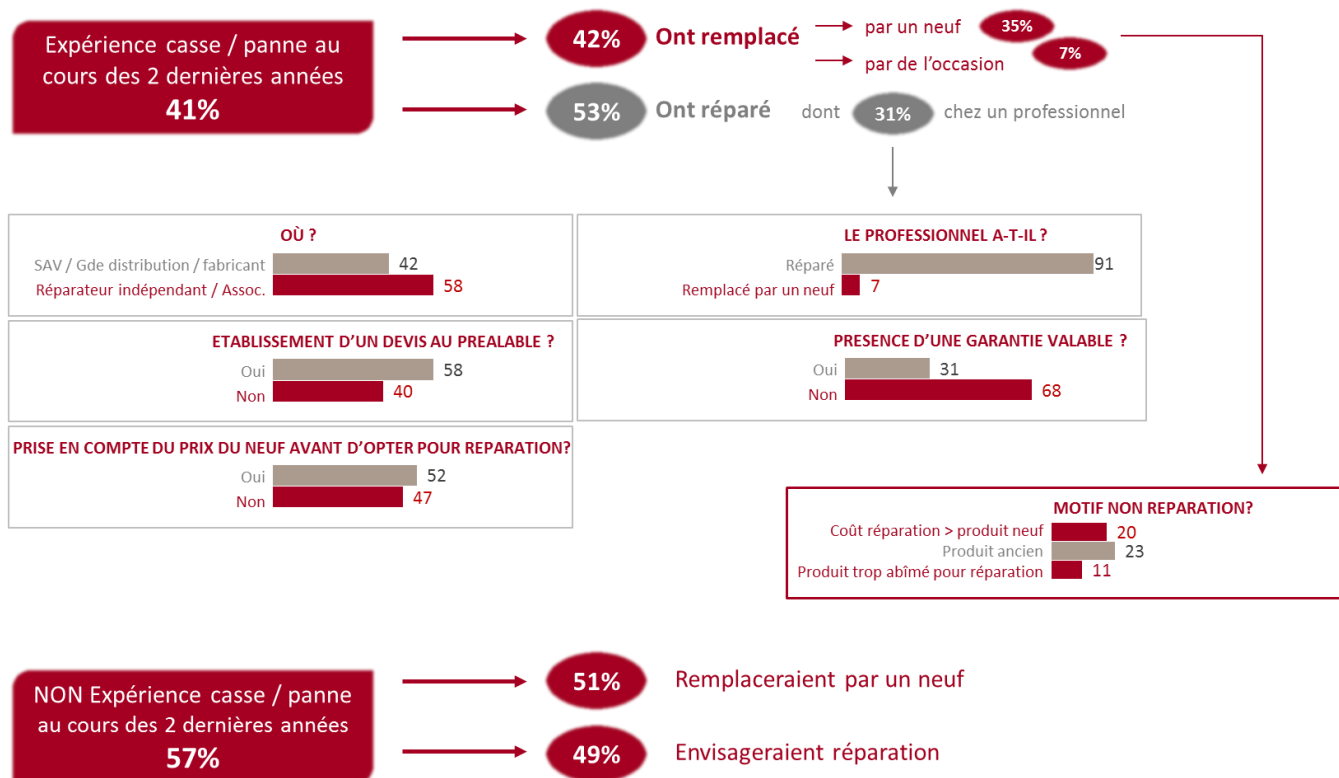 Expérience casse / panne au
cours des 2 dernières années
41%
42% Ont remplacé
par un neuf 35%
par de l'occasion 7%
53% Ont réparé dont 31% chez un professionnel
OÙ ?
SAV / Gde distribution / fabricant 42
Réparateur indépendant / Assoc. 58
LE PROFESSIONNEL A-T-IL ?
Réparé 91
Remplacé par un neuf 7
ETABLISSEMENT D'UN DEVIS AU PREALABLE ?
Oui 58
Non 40
PRESENCE D'UNE GARANTIE VALABLE ?
Oui 31
Non 68
PRISE EN COMPTE DU PRIX DU NEUF AVANT D'OPTER POUR REPARATION?
Oui 52
Non 47
MOTIF NON REPARATION?
Coût réparation > produit neuf 20
Produit ancien 23
Produit trop abîmé pour réparation 11
NON Expérience casse / panne
au cours des 2 dernières années
57%
51% Remplaceraient par un neuf
49% Envisageraient réparation